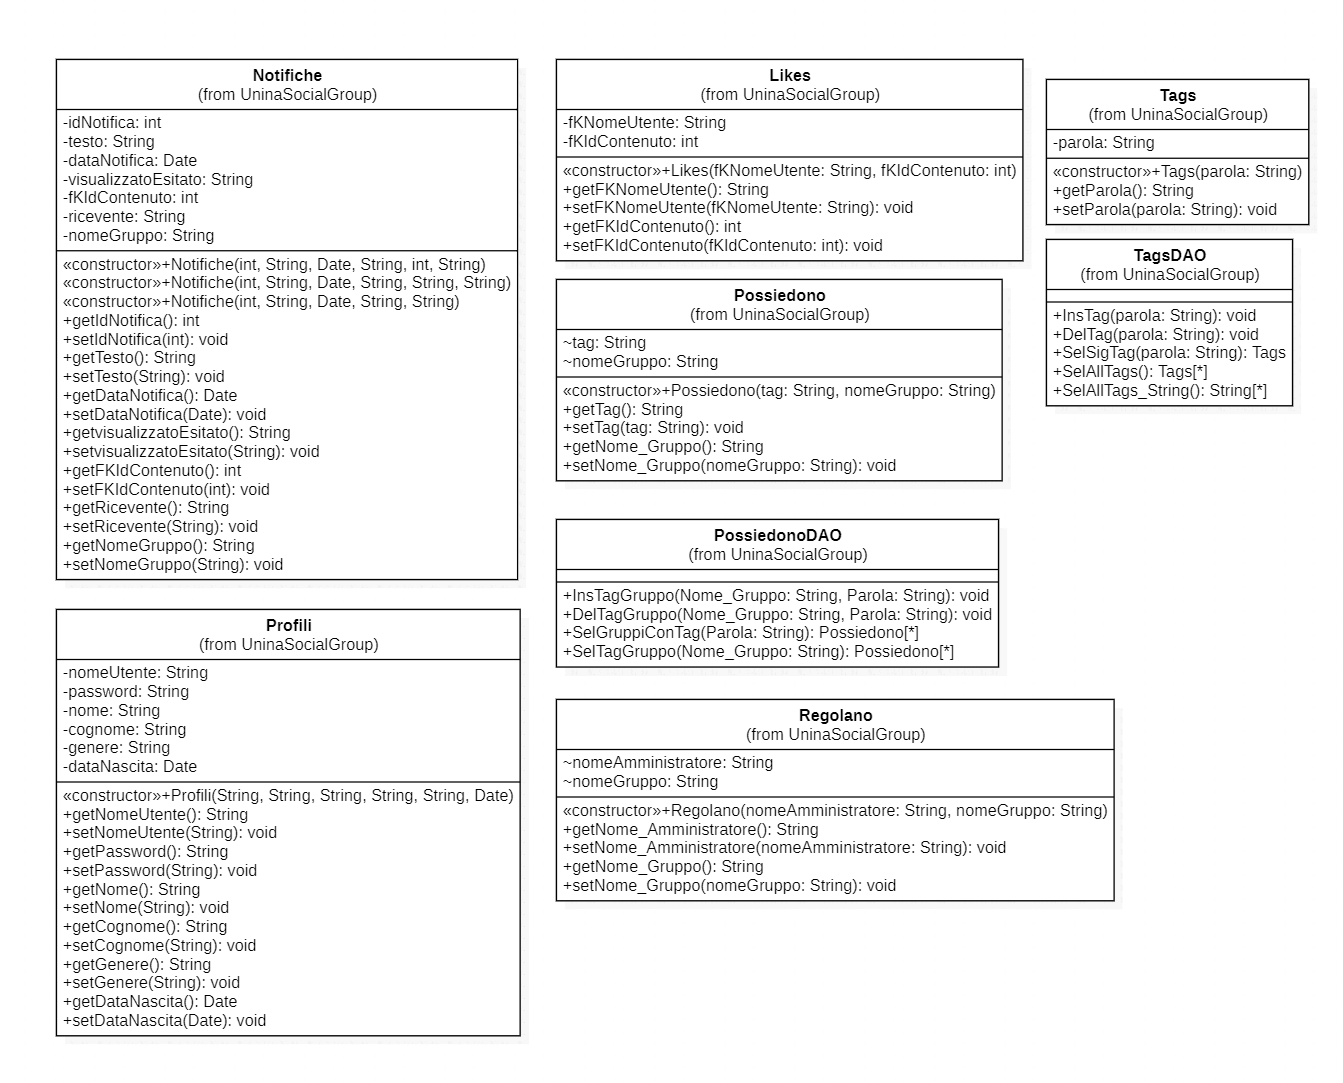 Notifiche
(from UninaSocialGroup)
-idNotifica: int
-testo: String
-dataNotifica: Date
-visualizzatoEsitato: String
-fKIdContenuto: int
-ricevente: String
-nomeGruppo: String
«constructor»+Notifiche(int, String, Date, String, int, String)
«constructor»+Notifiche(int, String, Date, String, String, String)
«constructor»+Notifiche(int, String, Date, String, String)
+getIdNotifica(): int
+setIdNotifica(int): void
+getTesto(): String
+setTesto(String): void
+getDataNotifica(): Date
+setDataNotifica(Date): void
+getvisualizzatoEsitato(): String
+setvisualizzatoEsitato(String): void
+getFKIdContenuto(): int
+setFKIdContenuto(int): void
+getRicevente(): String
+setRicevente(String): void
+getNomeGruppo(): String
+setNomeGruppo(String): void
Profili
(from UninaSocialGroup)
-nomeUtente: String
-password: String
-nome: String
-cognome: String
-genere: String
-dataNascita: Date
«constructor»+Profili(String, String, String, String, String, Date)
+getNomeUtente(): String
+setNomeUtente(String): void
+getPassword(): String
+setPassword(String): void
+getNome(): String
+setNome(String): void
+getCognome(): String
+setCognome(String): void
+getGenere(): String
+setGenere(String): void
+getDataNascita(): Date
+setDataNascita(Date): void
Likes
(from UninaSocialGroup)
-fKNomeUtente: String
-fKIdContenuto: int
«constructor»+Likes(fKNomeUtente: String, fKIdContenuto: int)
+getFKNomeUtente(): String
+setFKNomeUtente(fKNomeUtente: String): void
+getFKIdContenuto(): int
+setFKIdContenuto(fKIdContenuto: int): void
Possiedono
(from UninaSocialGroup)
~tag: String
~nomeGruppo: String
«constructor»+Possiedono(tag: String, nomeGruppo: String)
+getTag(): String
+setTag(tag: String): void
+getNome_Gruppo(): String
+setNome_Gruppo(nomeGruppo: String): void
PossiedonoDAO
(from UninaSocialGroup)
+InsTagGruppo(Nome_Gruppo: String, Parola: String): void
+DelTagGruppo(Nome_Gruppo: String, Parola: String): void
+SelGruppiConTag(Parola: String): Possiedono[*]
+SelTagGruppo(Nome_Gruppo: String): Possiedono[*]
Regolano
(from UninaSocialGroup)
~nomeAmministratore: String
~nomeGruppo: String
«constructor»+Regolano(nomeAmministratore: String, nomeGruppo: String)
+getNome_Amministratore(): String
+setNome_Amministratore(nomeAmministratore: String): void
+getNome_Gruppo(): String
+setNome_Gruppo(nomeGruppo: String): void
Tags
(from UninaSocialGroup)
-parola: String
«constructor»+Tags(parola: String)
+getParola(): String
+setParola(parola: String): void
TagsDAO
(from UninaSocialGroup)
+InsTag(parola: String): void
+DelTag(parola: String): void
+SelSigTag(parola: String): Tags
+SelAllTags(): Tags[*]
+SelAllTags_String(): String[*]